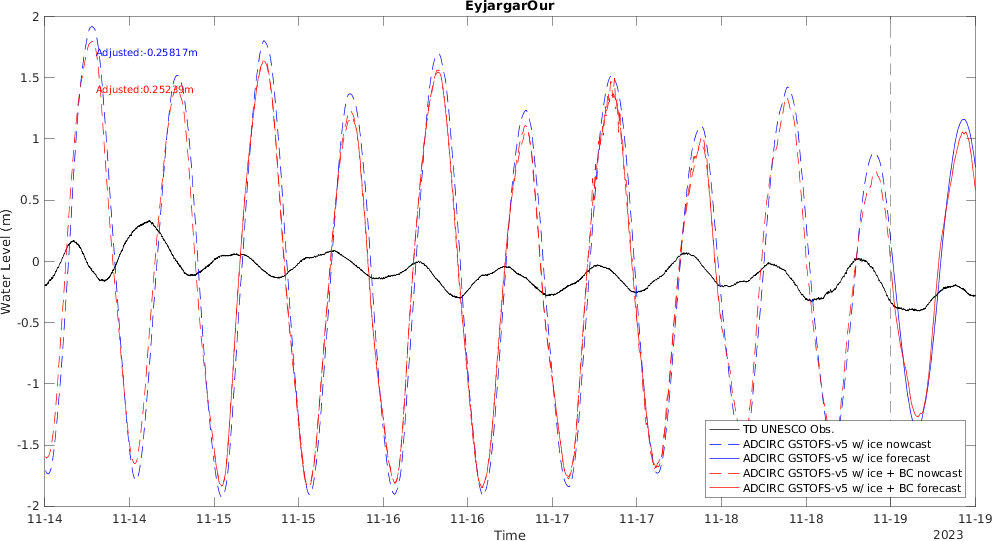 EyjargarOur
2
1.5
1
0.5
0
-0.5
-1
-1.5
-2
Water Level (m)
Adjusted:-0.25817m
Adjusted:0.25239m
TD UNESCO Obs.
ADCIRC GSTOFS-v5 w/ ice nowcast
ADCIRC GSTOFS-v5 w/ ice forecast
ADCIRC GSTOFS-v5 w/ ice + BC nowcast
ADCIRC GSTOFS-v5 w/ ice + BC forecast
11-14 11-14 11-15 11-15 11-16 11-16 11-17 11-17 11-18 11-18 11-19 11-19
Time
2023